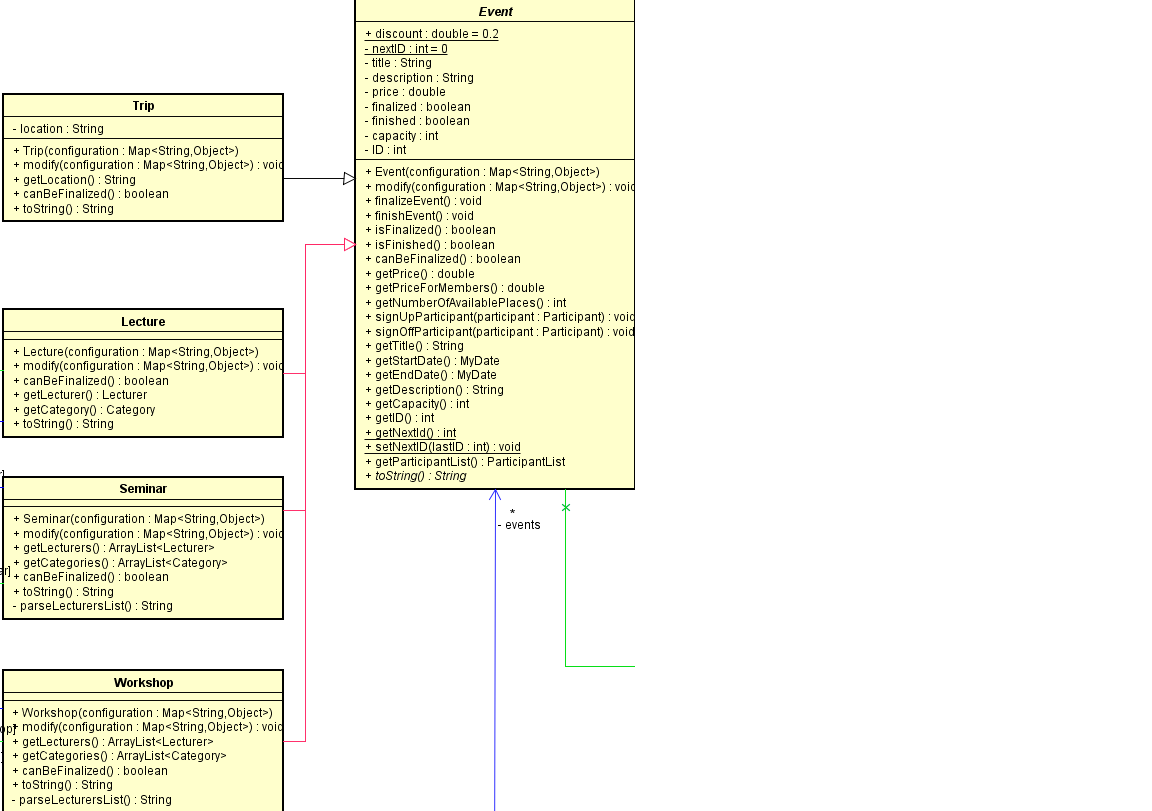 Event
+ discount : double = 0.2
- nextID : int = 0
- title : String
- description : String
- price : double
- finalized : boolean
- finished : boolean
- capacity : int
- ID : int
+ Event(configuration : Map<String,Object>)
+ modify(configuration : Map<String,Object>) : void
+ finalizeEvent() : void
+ finishEvent() : void
+ isFinalized() : boolean
+ isFinished() : boolean
+ canBeFinalized() : boolean
+ getPrice() : double
+ getPriceForMembers() : double
+ getNumberOfAvailablePlaces() : int
+ signUpParticipant(participant : Participant) : void
+ signOffParticipant(participant : Participant) : void
+ getTitle() : String
+ getStartDate() : MyDate
+ getEndDate() : MyDate
+ getDescription() : String
+ getCapacity() : int
+ getID() : int
+ getNextId() : int
+ setNextID(lastID : int) : void
+ getParticipantList() : ParticipantList
+ toString() : String
*
- events
Trip
- location : String
+ Trip(configuration : Map<String,Object>)
+ modify(configuration : Map<String,Object>) : void
+ getLocation() : String
+ canBeFinalized() : boolean
+ toString() : String
Lecture
+ Lecture(configuration : Map<String,Object>)
+ modify(configuration : Map<String,Object>) : void
+ canBeFinalized() : boolean
+ getLecturer() : Lecturer
+ getCategory() : Category
+ toString() : String
Seminar
+ Seminar(configuration : Map<String,Object>)
+ modify(configuration : Map<String,Object>) : void
+ getLecturers() : ArrayList<Lecturer>
+ getCategories() : ArrayList<Category>
+ canBeFinalized() : boolean
+ toString() : String
- parseLecturersList() : String
Workshop
+ Workshop(configuration : Map<String,Object>)
+ modify(configuration : Map<String,Object>) : void
+ getLecturers() : ArrayList<Lecturer>
+ getCategories() : ArrayList<Category>
+ canBeFinalized() : boolean
+ toString() : String
- parseLecturersList() : String